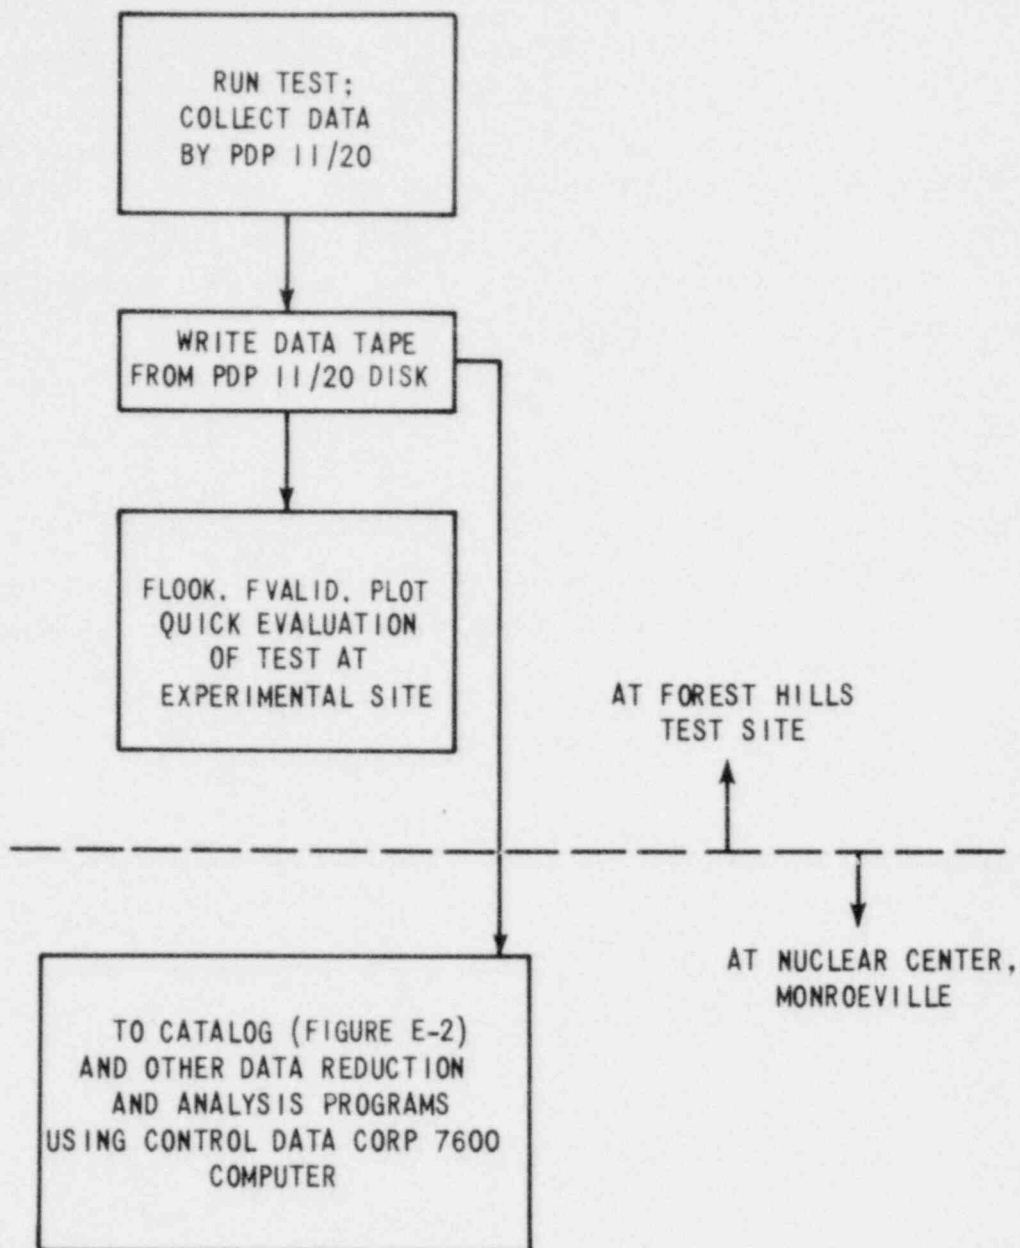 RUN TEST;
COLLECT DATA
BY PDP 11/20
WRITE DATA TAPE
FROM PDP 11/20 DISK
FLOOK. FVALID. PLOT
QUICK EVALUATION
OF TEST AT
EXPERIMENTAL SITE
AT FOREST HILLS
TEST SITE
AT NUCLEAR CENTER,
MONROEVILLE
TO CATALOG (FIGURE E-2)
AND OTHER DATA REDUCTION
AND ANALYSIS PROGRAMS
USING CONTROL DATA CORP 7600
COMPUTER